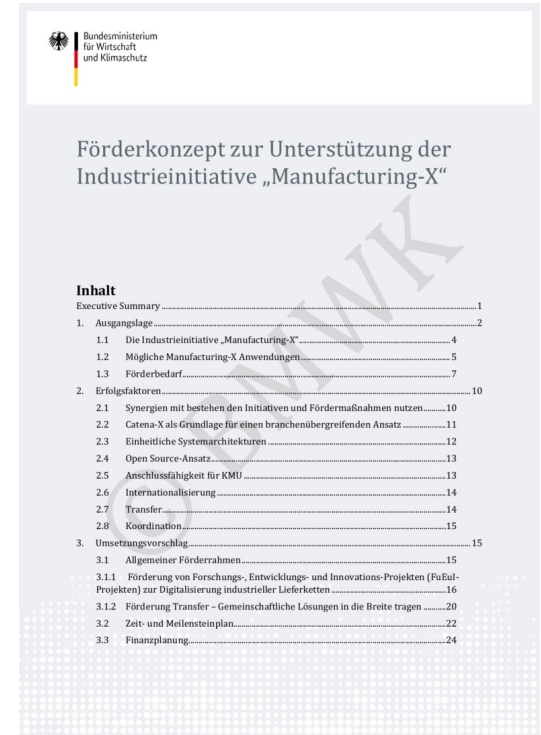 Bundesministerium
für Wirtschaft
und Klimaschutz
Förderkonzept zur Unterstützung der
Industrieinitiative „Manufacturing-X“
© BMWK
Inhalt
Executive Summary ........ 1
1. Ausgangslage ........ 2
1.1 Die Industrieinitiative „Manufacturing-X“ ........ 4
1.2 Mögliche Manufacturing-X Anwendungen ........ 5
1.3 Förderbedarf ........ 7
2. Erfolgsfaktoren ........ 10
2.1 Synergien mit bestehen den Initiativen und Fördermaßnahmen nutzen ........ 10
2.2 Catena-X als Grundlage für einen branchenübergreifenden Ansatz ........ 11
2.3 Einheitliche Systemarchitekturen ........ 12
2.4 Open Source-Ansatz ........ 13
2.5 Anschlussfähigkeit für KMU ........ 13
2.6 Internationalisierung ........ 14
2.7 Transfer ........ 14
2.8 Koordination ........ 15
3. Umsetzungsvorschlag ........ 15
3.1 Allgemeiner Förderrahmen ........ 15
3.1.1 Förderung von Forschungs-, Entwicklungs- und Innovations-Projekten (FuEuI-
Projekten) zur Digitalisierung industrieller Lieferketten ........ 16
3.1.2 Förderung Transfer – Gemeinschaftliche Lösungen in die Breite tragen ........ 20
3.2 Zeit- und Meilensteinplan ........ 22
3.3 Finanzplanung ........ 24